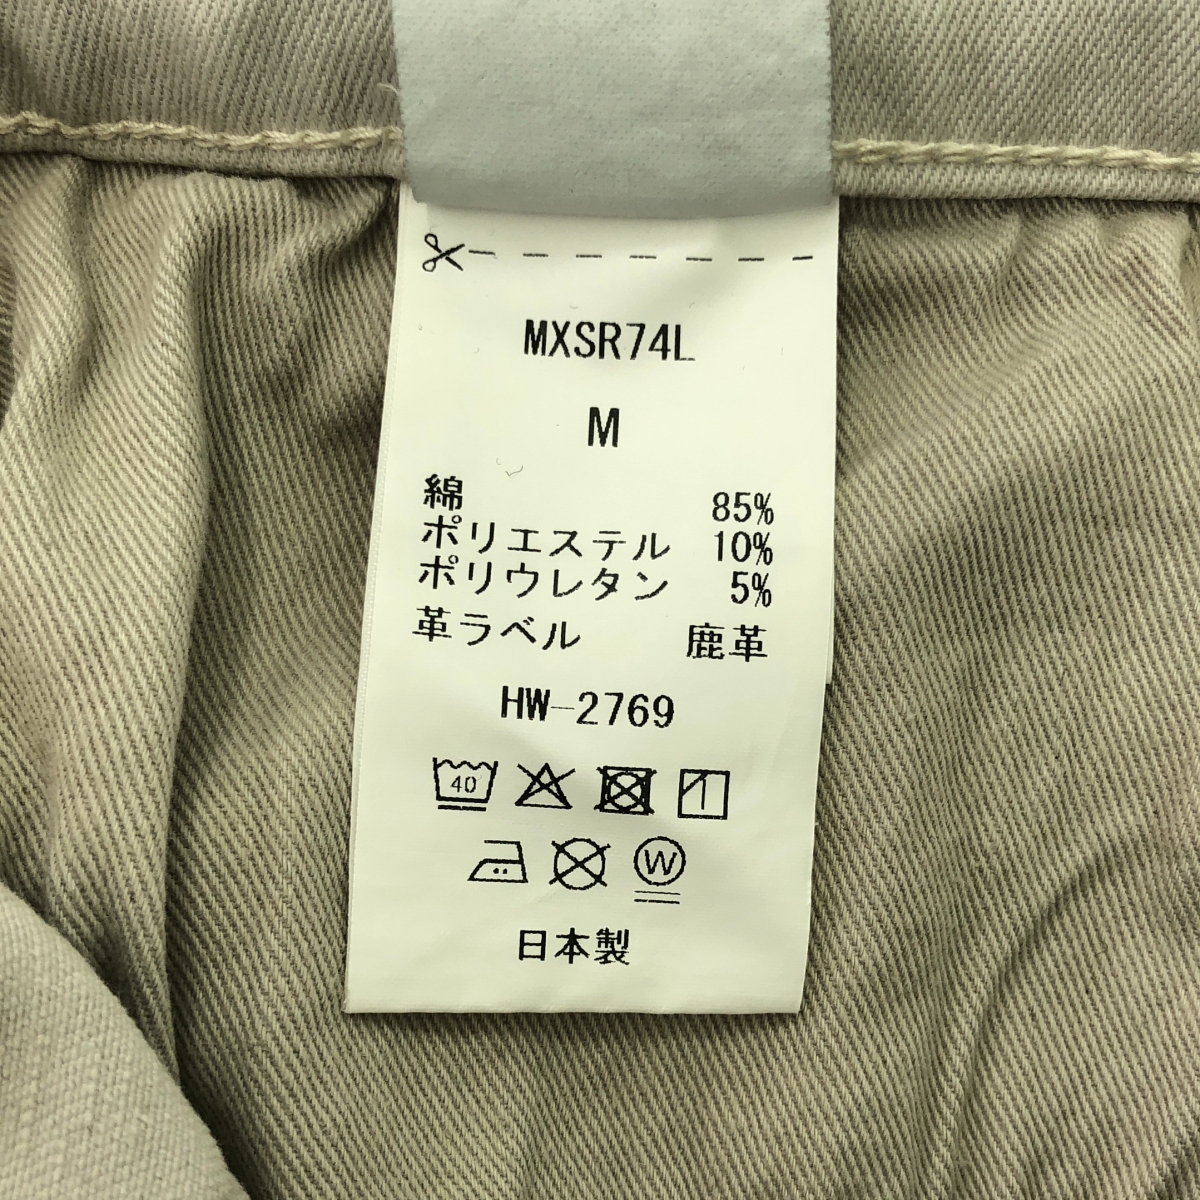 MXSR74L
M
綿 85%
ポリエステル 10%
ポリウレタン 5%
革ラベル 鹿革
HW-2769
40
W
日本製